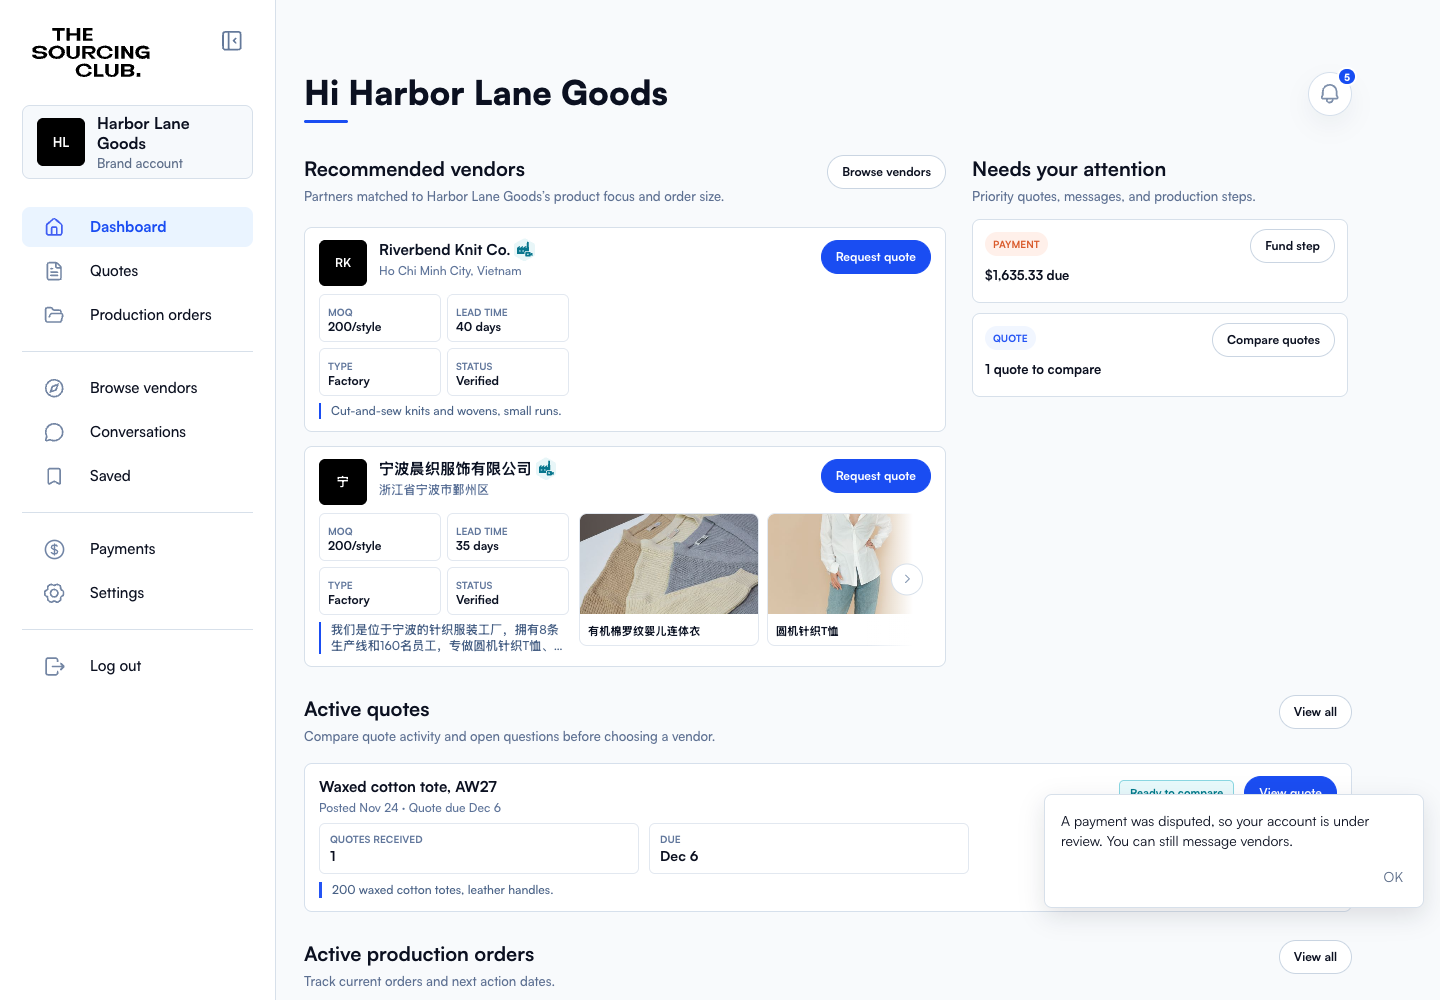 THE
SOURCING
CLUB.
HL
Harbor Lane
Goods
Brand account
Dashboard
Quotes
Production orders
Browse vendors
Conversations
Saved
Payments
Settings
Log out
Hi Harbor Lane Goods
5
Recommended vendors
Partners matched to Harbor Lane Goods's product focus and order size.
Browse vendors
RK
Riverbend Knit Co.
Ho Chi Minh City, Vietnam
Request quote
MOQ
200/style
LEAD TIME
40 days
TYPE
Factory
STATUS
Verified
Cut-and-sew knits and wovens, small runs.
宁
宁波晨织服饰有限公司
浙江省宁波市鄞州区
Request quote
MOQ
200/style
LEAD TIME
35 days
TYPE
Factory
STATUS
Verified
我们是位于宁波的针织服装工厂，拥有8条
生产线和160名员工，专做圆机针织T恤、...
有机棉罗纹婴儿连体衣
圆机针织T恤
Needs your attention
Priority quotes, messages, and production steps.
PAYMENT
Fund step
$1,635.33 due
QUOTE
Compare quotes
1 quote to compare
Active quotes
Compare quote activity and open questions before choosing a vendor.
View all
Waxed cotton tote, AW27
Posted Nov 24 · Quote due Dec 6
Ready to compare
View quote
QUOTES RECEIVED
1
DUE
Dec 6
200 waxed cotton totes, leather handles.
A payment was disputed, so your account is under
review. You can still message vendors.
OK
Active production orders
Track current orders and next action dates.
View all